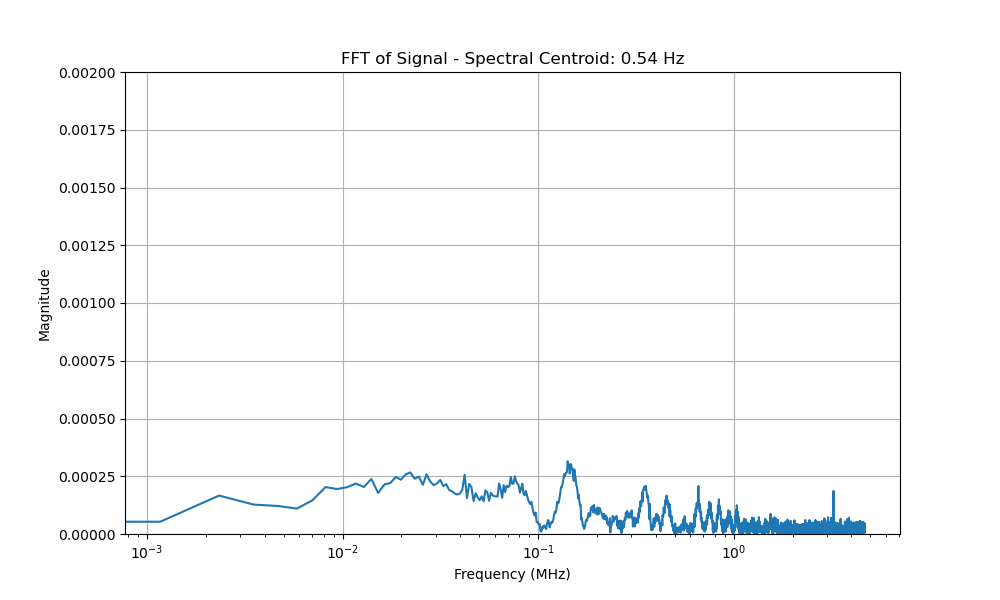 FFT of Signal - Spectral Centroid: 0.54 Hz
0.00200
0.00175
0.00150
0.00125
0.00100
0.00075
0.00050
0.00025
0.00000
Magnitude
10⁻³ 10⁻² 10⁻¹ 10⁰
Frequency (MHz)